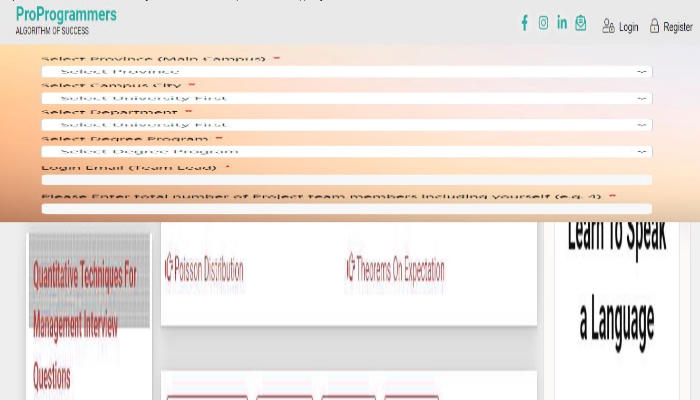 ProProgrammers
ALGORITHM OF SUCCESS
Login
Register
Select Province (Main Campus) *
Select Province
Select Campus City *
Select University First
Select Department *
Select University First
Select Degree Program *
Select Degree Program
Login Email (Team Lead) *
Please Enter total number of Project team members including yourself (e.g. 4) *
Quantitative Techniques For
Management Interview
Questions
Poisson Distribution
Theorems On Expectation
Learn To Speak
a Language